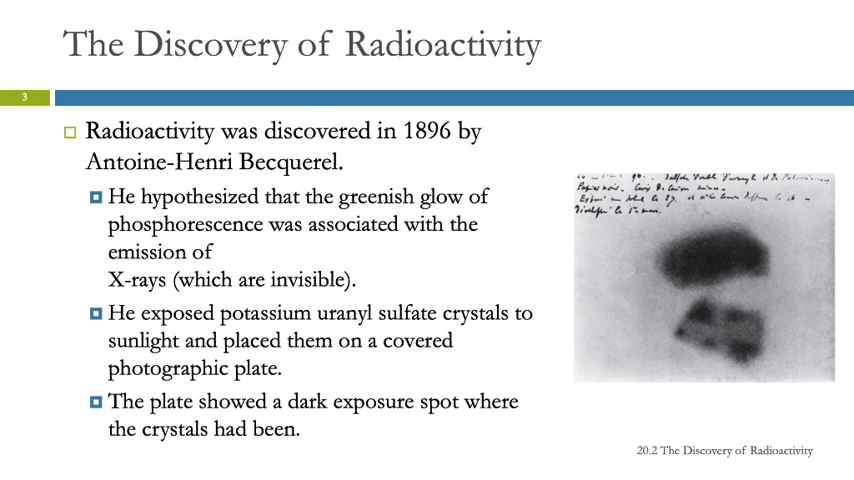 The Discovery of Radioactivity
3
Radioactivity was discovered in 1896 by
Antoine-Henri Becquerel.
He hypothesized that the greenish glow of
phosphorescence was associated with the
emission of
X-rays (which are invisible).
He exposed potassium uranyl sulfate crystals to
sunlight and placed them on a covered
photographic plate.
The plate showed a dark exposure spot where
the crystals had been.
Papier noir.
20.2 The Discovery of Radioactivity